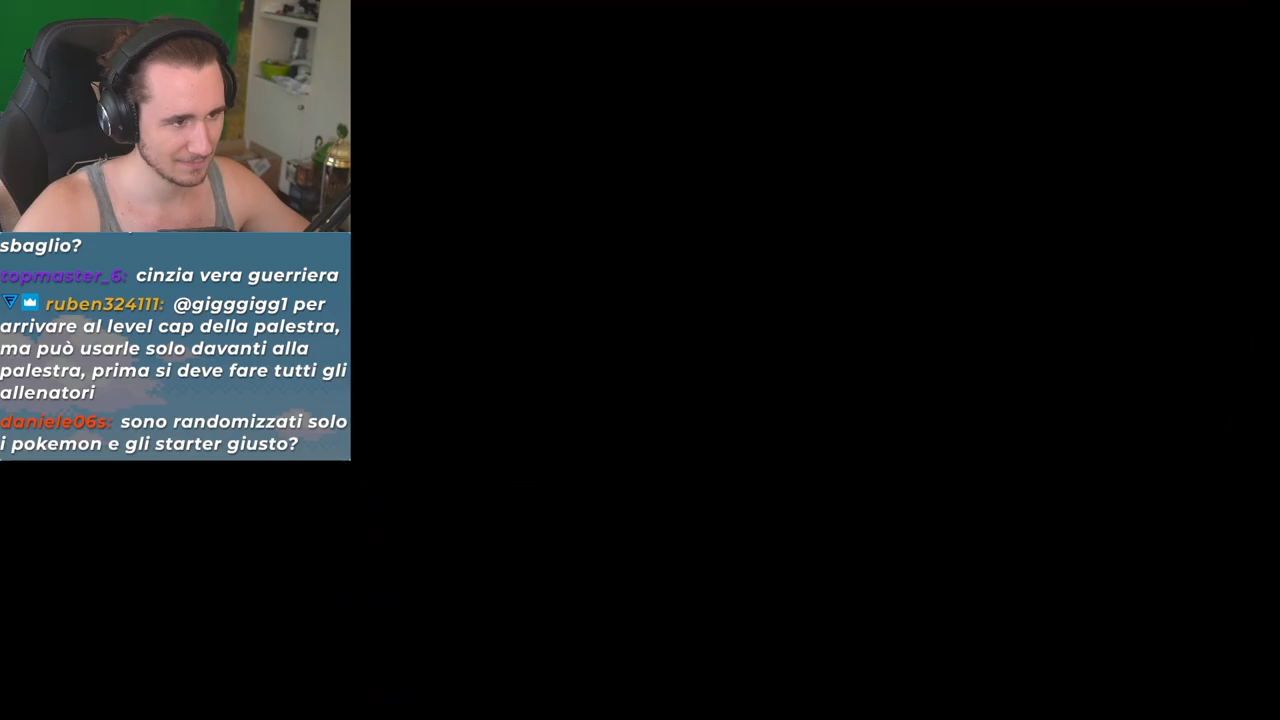 sbaglio?
topmaster_6: cinzia vera guerriera
ruben324111: @gigggigg1 per
arrivare al level cap della palestra,
ma può usarle solo davanti alla
palestra, prima si deve fare tutti gli
allenatori
daniele06s: sono randomizzati solo
i pokemon e gli starter giusto?